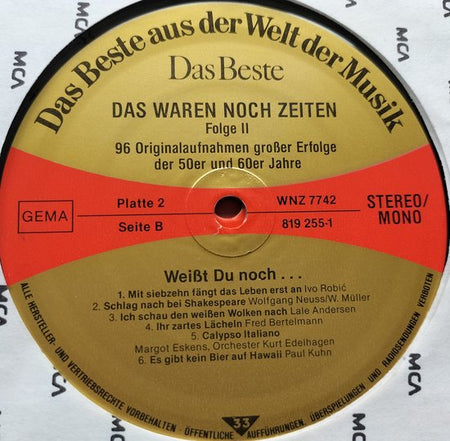 Das Beste aus der Welt der Musik
Das Beste
DAS WAREN NOCH ZEITEN
Folge II
96 Originalaufnahmen großer Erfolge
der 50er und 60er Jahre
GEMA
Platte 2
WNZ 7742
STEREO/
MONO
Seite B
819 255-1
Weißt Du noch . . .
1. Mit siebzehn fängt das Leben erst an Ivo Robić
2. Schlag nach bei Shakespeare Wolfgang Neuss/W. Müller
3. Ich schau den weißen Wolken nach Lale Andersen
4. Ihr zartes Lächeln Fred Bertelmann
5. Calypso Italiano
Margot Eskens, Orchester Kurt Edelhagen
6. Es gibt kein Bier auf Hawaii Paul Kuhn
ALLE HERSTELLER- UND VERTRIEBSRECHTE VORBEHALTEN · ÖFFENTLICHE AUFFÜHRUNGEN, ÜBERSPIELUNGEN UND RADIOSENDUNGEN VERBOTEN
33
MCA
MCA
MCA
MCA
MCA
MCA
MCA